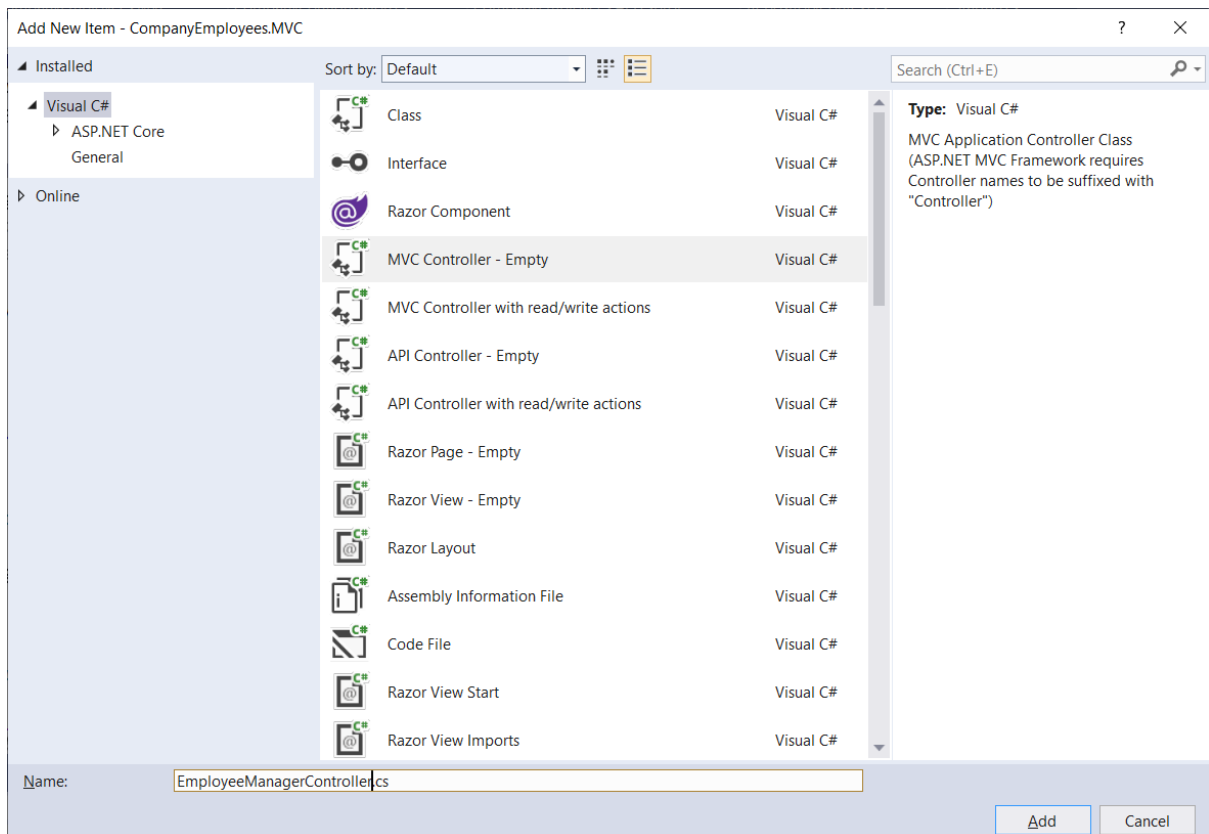 Add New Item - CompanyEmployees.MVC
?
Installed
Sort by: Default
Search (Ctrl+E)
Visual C#
ASP.NET Core
General
Online
Class Visual C#
Interface Visual C#
Razor Component Visual C#
MVC Controller - Empty Visual C#
MVC Controller with read/write actions Visual C#
API Controller - Empty Visual C#
API Controller with read/write actions Visual C#
Razor Page - Empty Visual C#
Razor View - Empty Visual C#
Razor Layout Visual C#
Assembly Information File Visual C#
Code File Visual C#
Razor View Start Visual C#
Razor View Imports Visual C#
Type: Visual C#
MVC Application Controller Class
(ASP.NET MVC Framework requires
Controller names to be suffixed with
"Controller")
Name: EmployeeManagerController.cs
Add Cancel